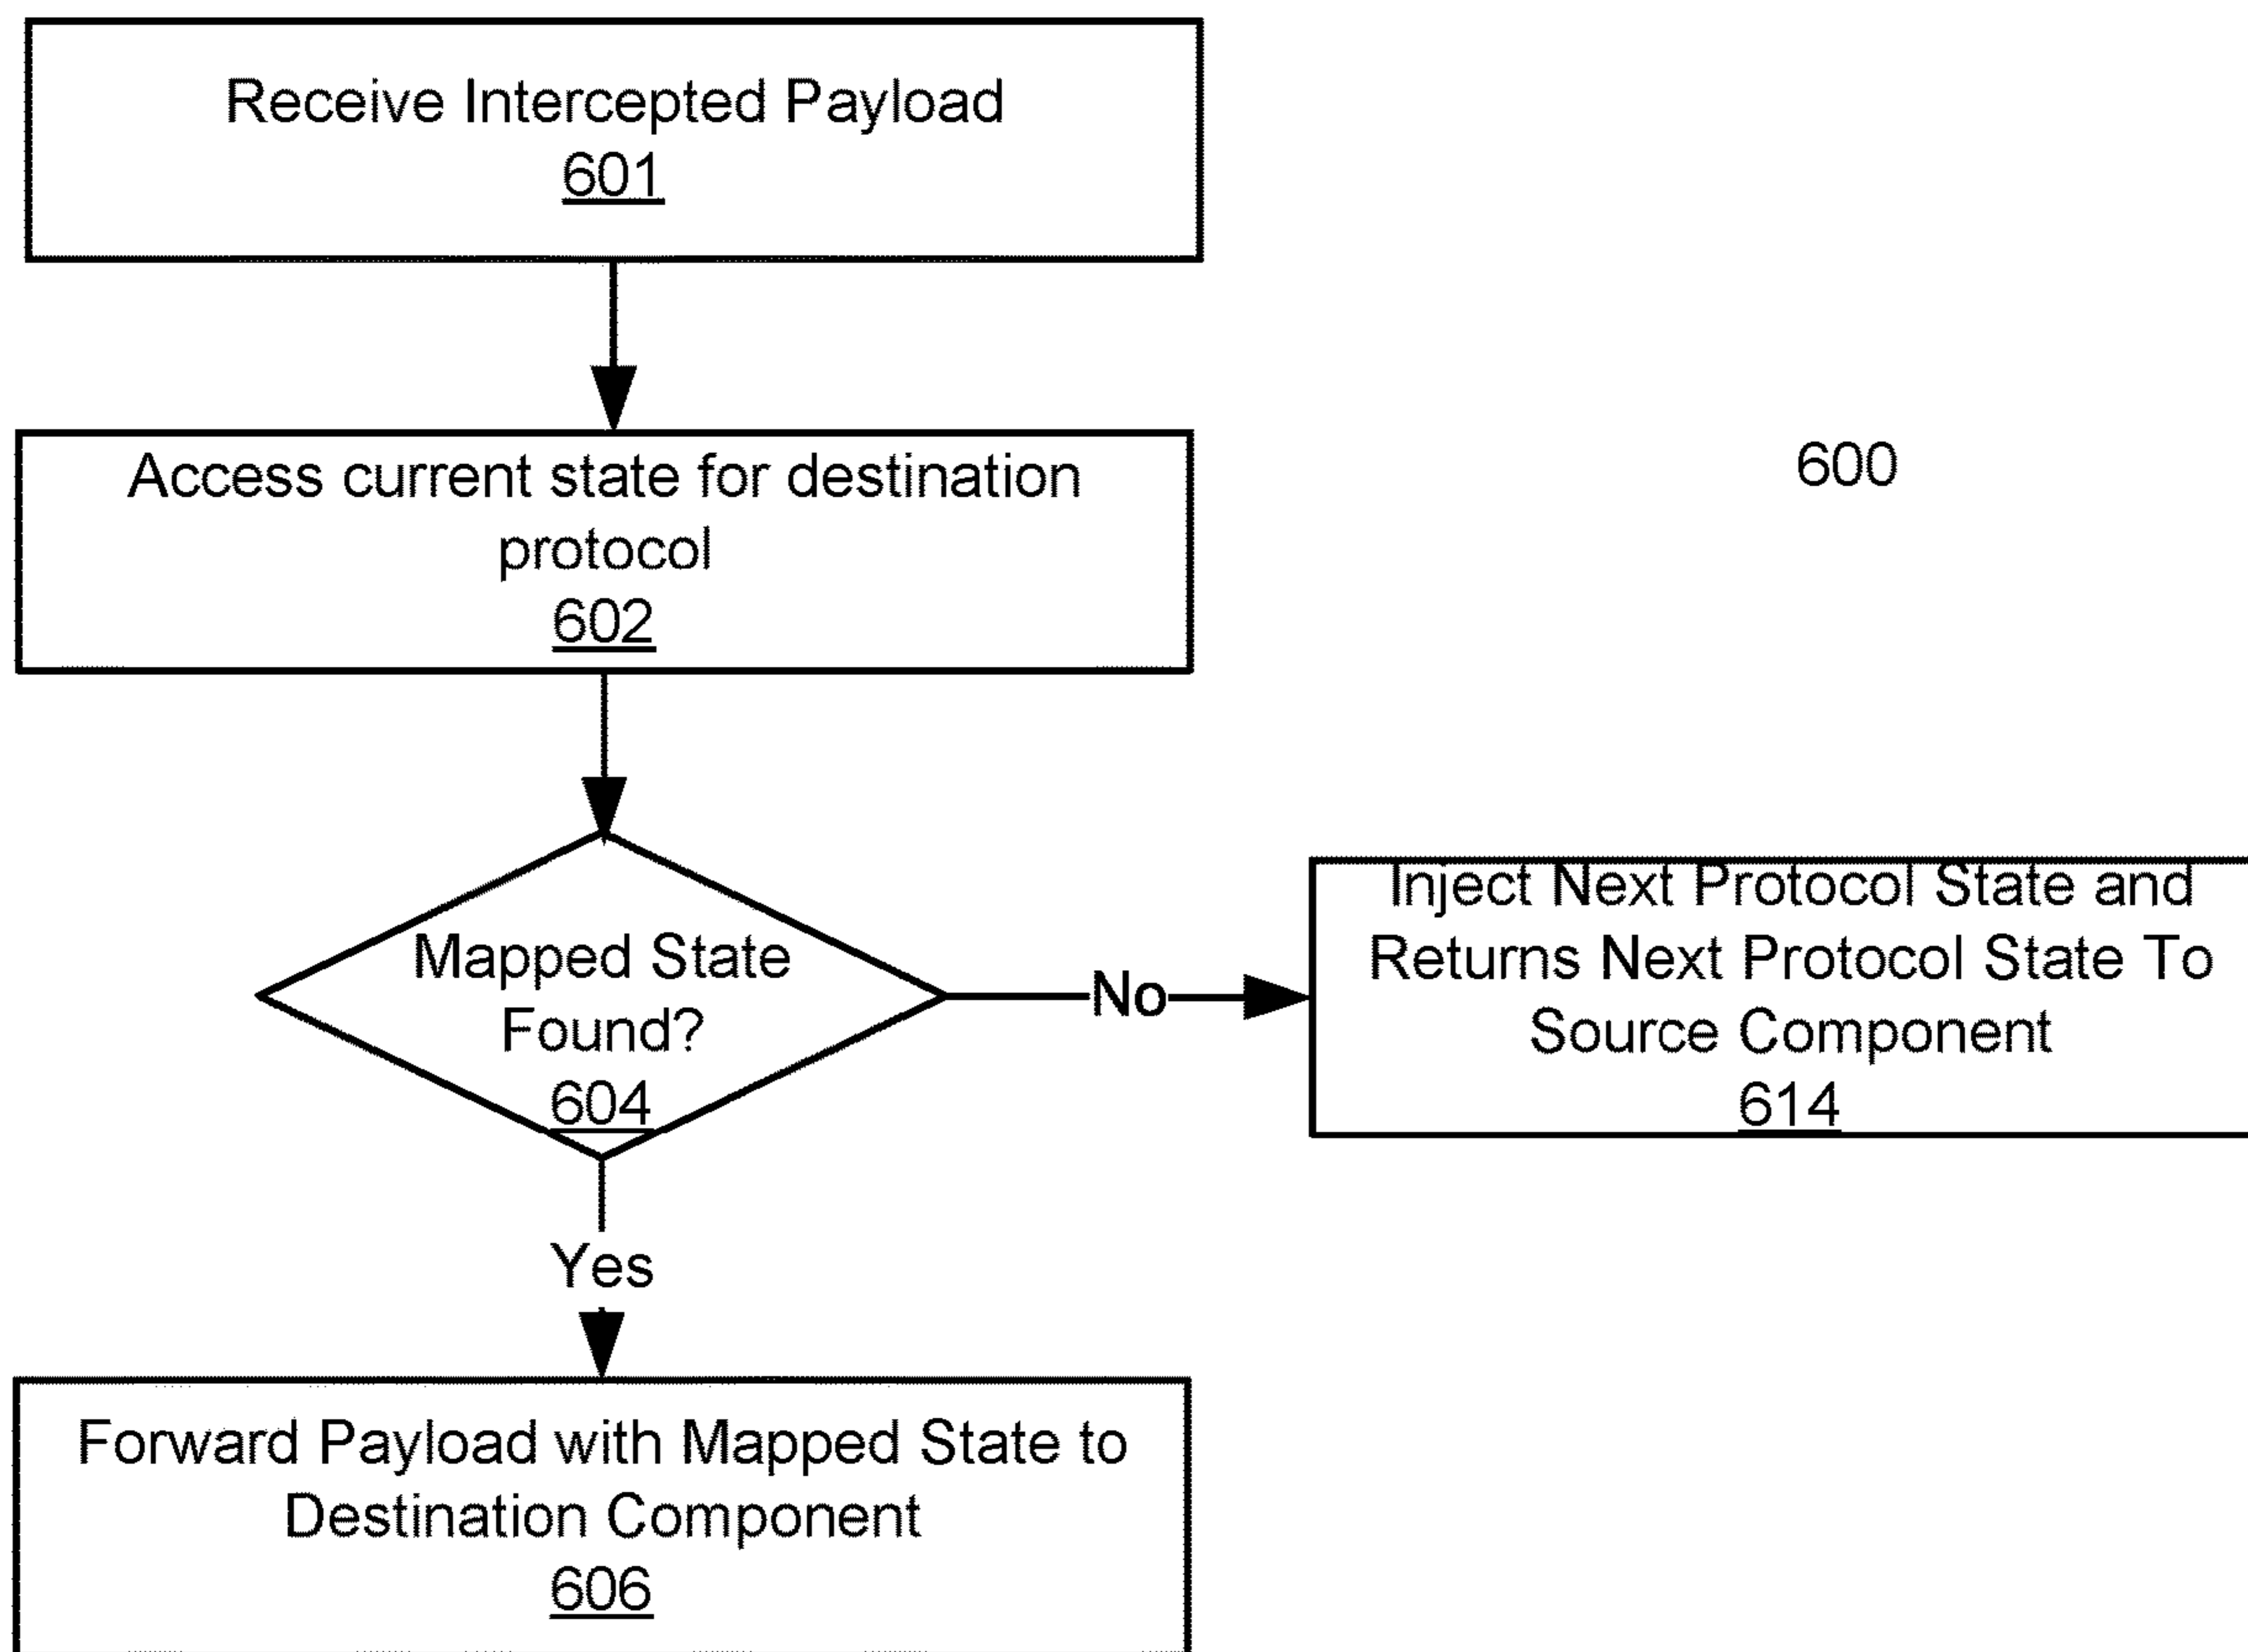 Receive Intercepted Payload
601
Access current state for destination
protocol
602
600
Mapped State
Found?
604
No
Inject Next Protocol State and
Returns Next Protocol State To
Source Component
614
Yes
Forward Payload with Mapped State to
Destination Component
606